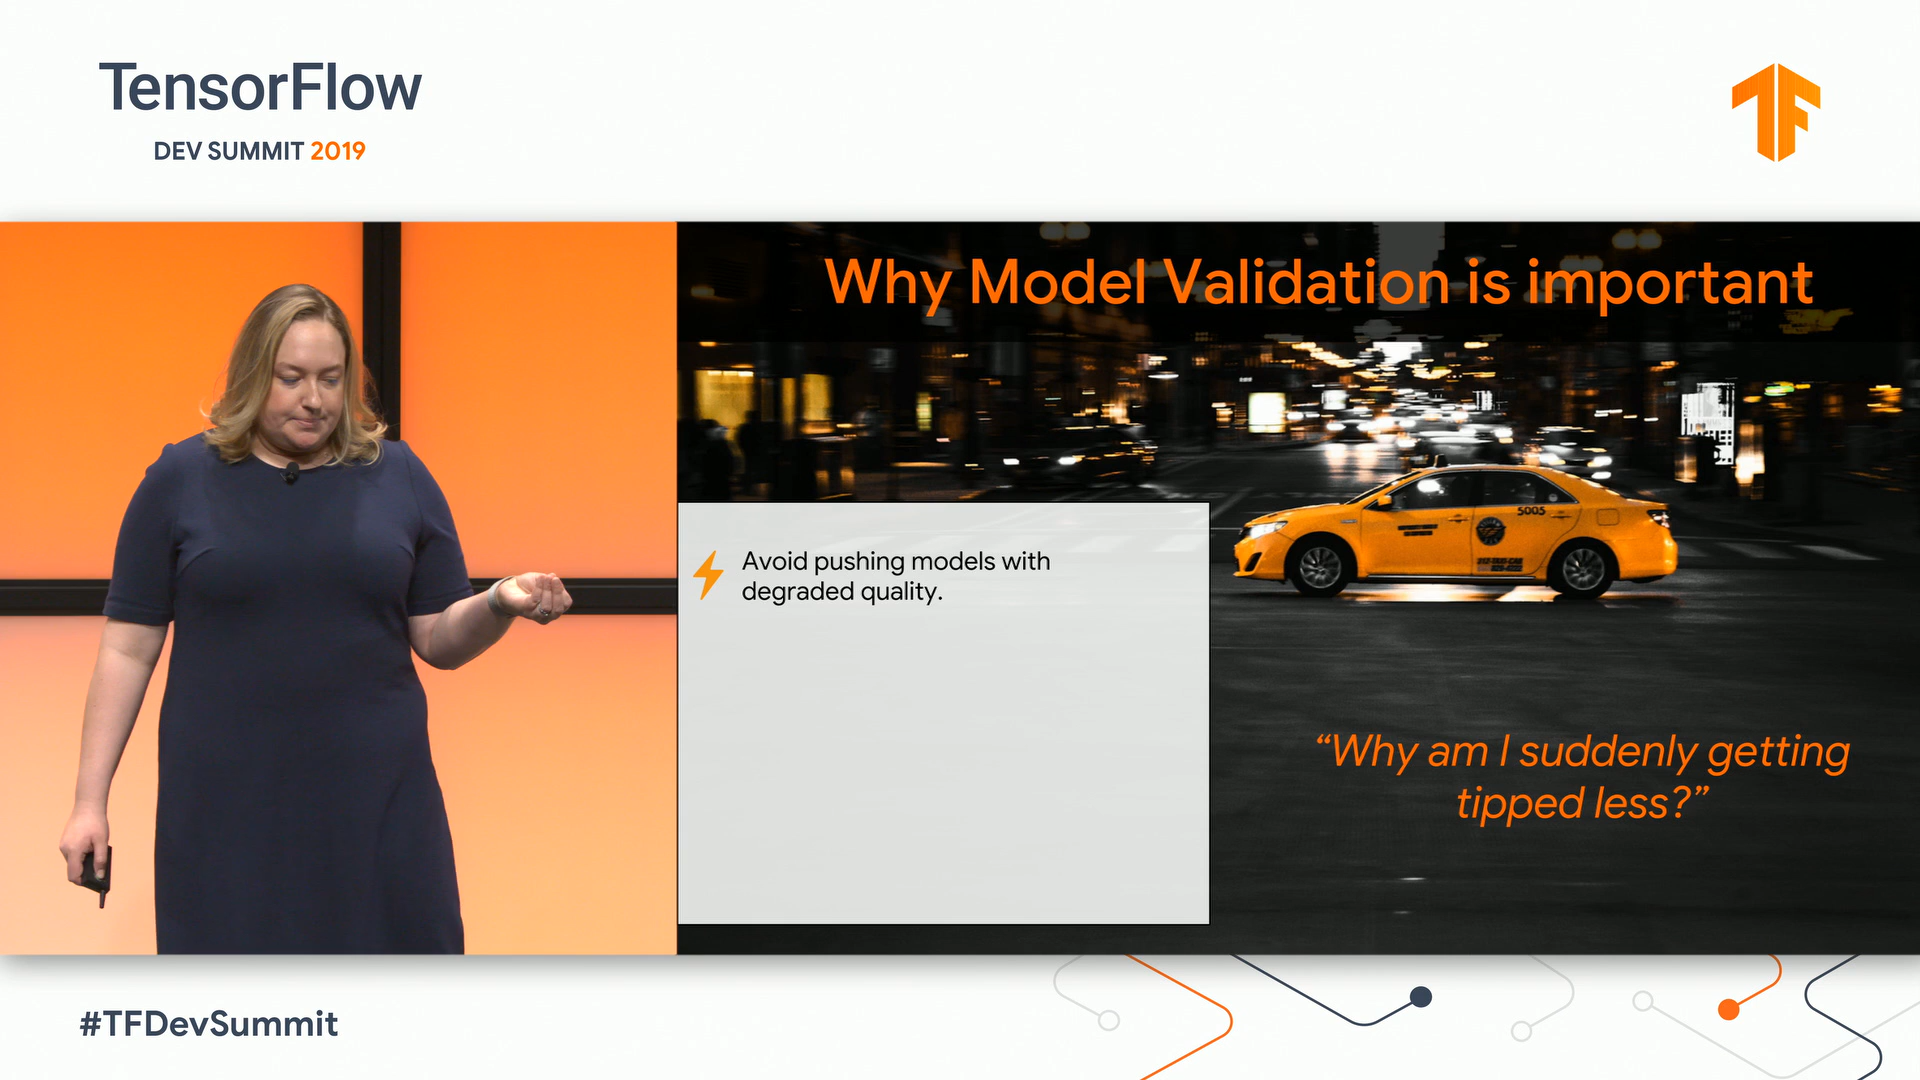 TensorFlow
DEV SUMMIT 2019
Why Model Validation is important
5005
Avoid pushing models with
degraded quality.
“Why am I suddenly getting
tipped less?”
#TFDevSummit